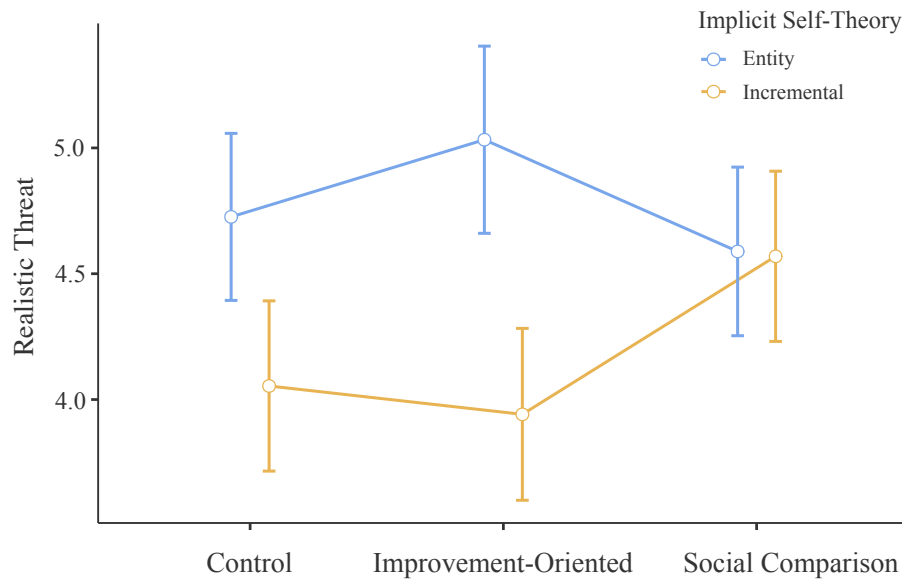 Implicit Self-Theory
Entity
Incremental
5.0
4.5
4.0
Realistic Threat
Control
Improvement-Oriented
Social Comparison